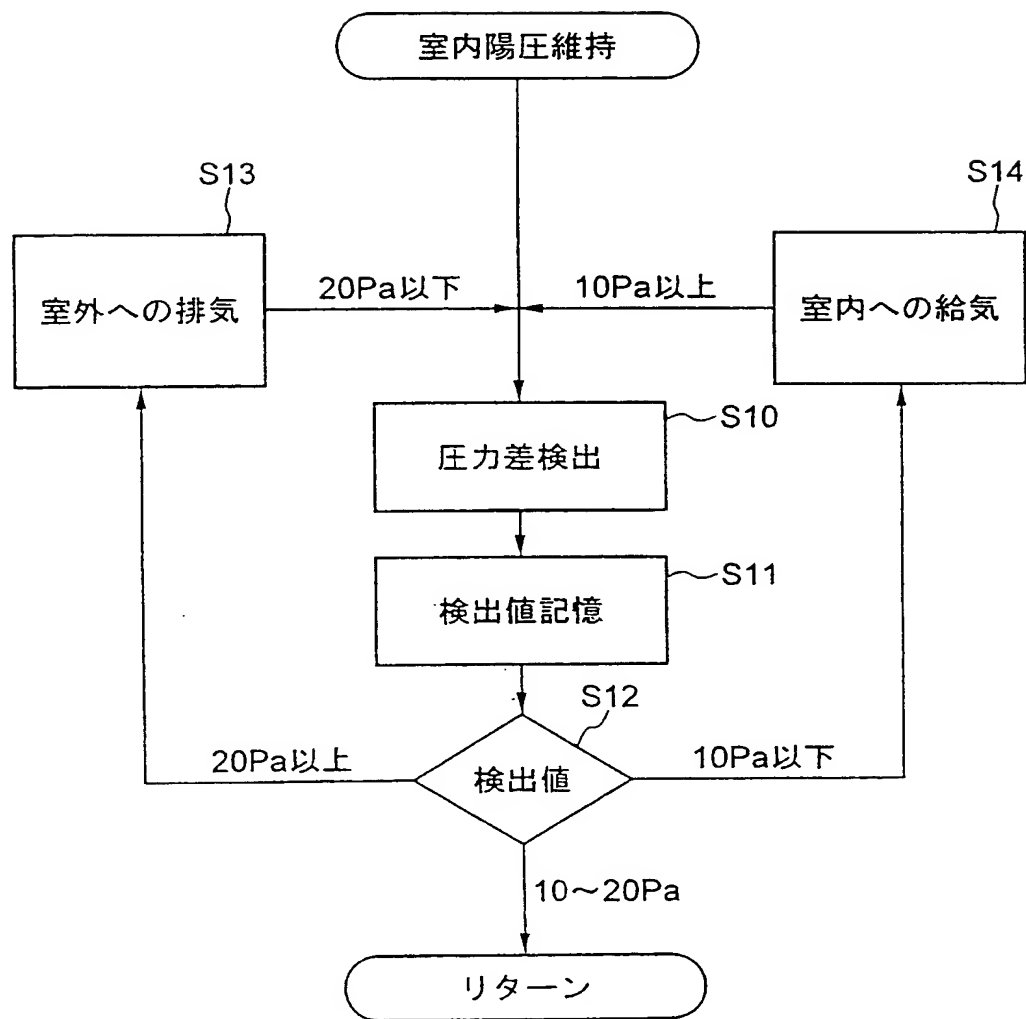 室内陽圧維持
S13
S14
室外への排気
20Pa以下
10Pa以上
室内への給気
S10
圧力差検出
S11
検出値記憶
S12
20Pa以上
検出値
10Pa以下
10～20Pa
リターン